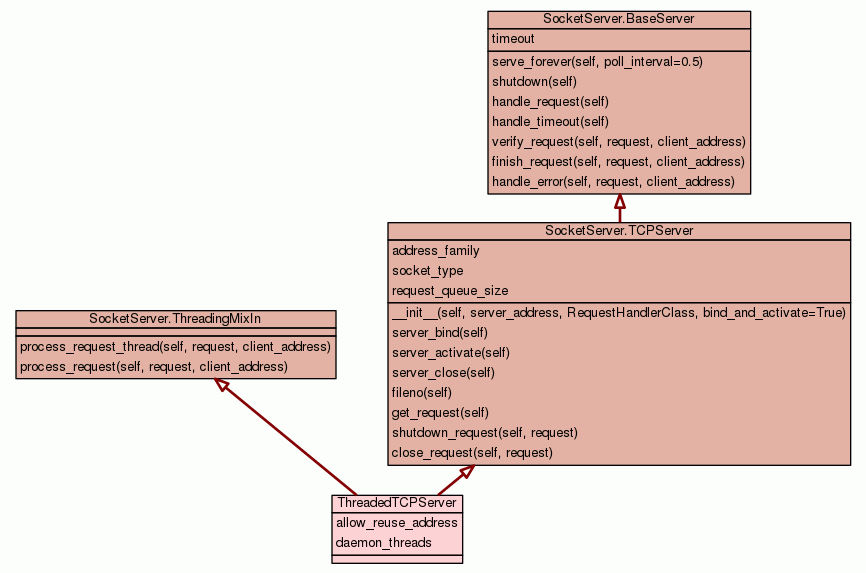 SocketServer.BaseServer
timeout
serve_forever(self, poll_interval=0.5)
shutdown(self)
handle_request(self)
handle_timeout(self)
verify_request(self, request, client_address)
finish_request(self, request, client_address)
handle_error(self, request, client_address)
SocketServer.TCPServer
address_family
socket_type
request_queue_size
__init__(self, server_address, RequestHandlerClass, bind_and_activate=True)
server_bind(self)
server_activate(self)
server_close(self)
fileno(self)
get_request(self)
shutdown_request(self, request)
close_request(self, request)
SocketServer.ThreadingMixIn
process_request_thread(self, request, client_address)
process_request(self, request, client_address)
ThreadedTCPServer
allow_reuse_address
daemon_threads